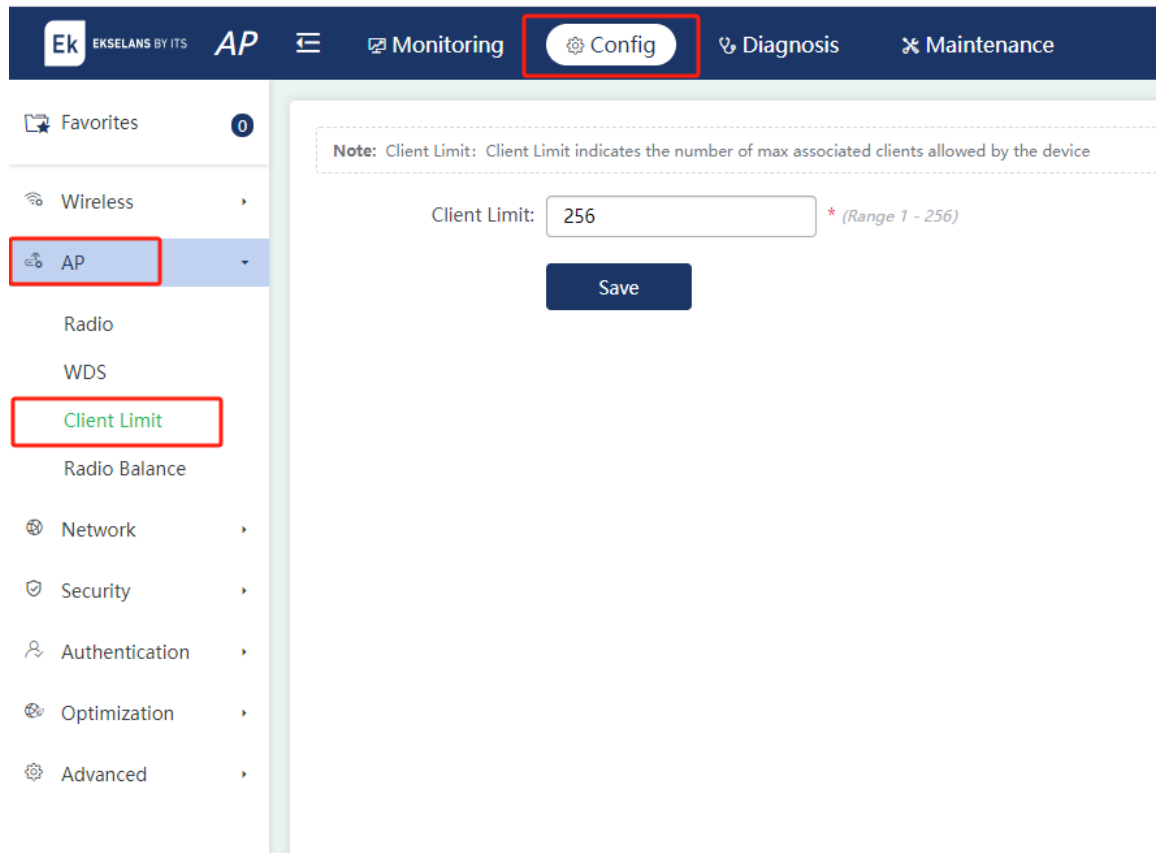 Ek EKSELANS BY ITS AP Monitoring Config Diagnosis Maintenance
Favorites 0
Note: Client Limit: Client Limit indicates the number of max associated clients allowed by the device
Wireless
Client Limit: 256 * (Range 1 - 256)
AP
Save
Radio
WDS
Client Limit
Radio Balance
Network
Security
Authentication
Optimization
Advanced